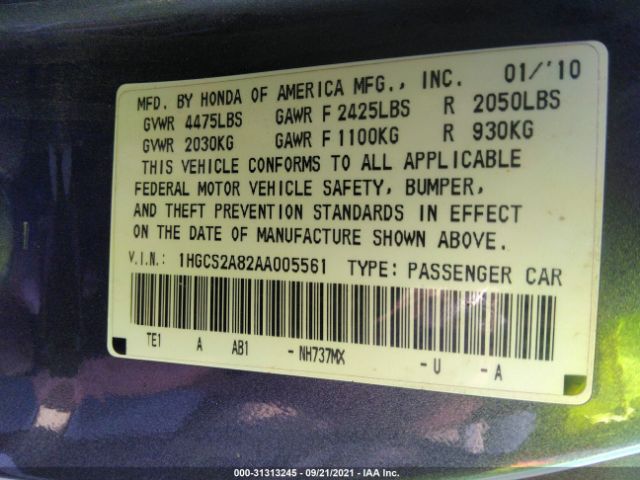 MFD. BY HONDA OF AMERICA MFG., INC. 01/'10
GVWR 4475LBS GAWR F 2425LBS R 2050LBS
GVWR 2030KG GAWR F 1100KG R 930KG
THIS VEHICLE CONFORMS TO ALL APPLICABLE
FEDERAL MOTOR VEHICLE SAFETY, BUMPER,
AND THEFT PREVENTION STANDARDS IN EFFECT
ON THE DATE OF MANUFACTURE SHOWN ABOVE.
V.I.N.: 1HGCS2A82AA005561 TYPE: PASSENGER CAR
TE1 A AB1 -NH737MX -U -A
000-31313245 - 09/21/2021 - IAA Inc.